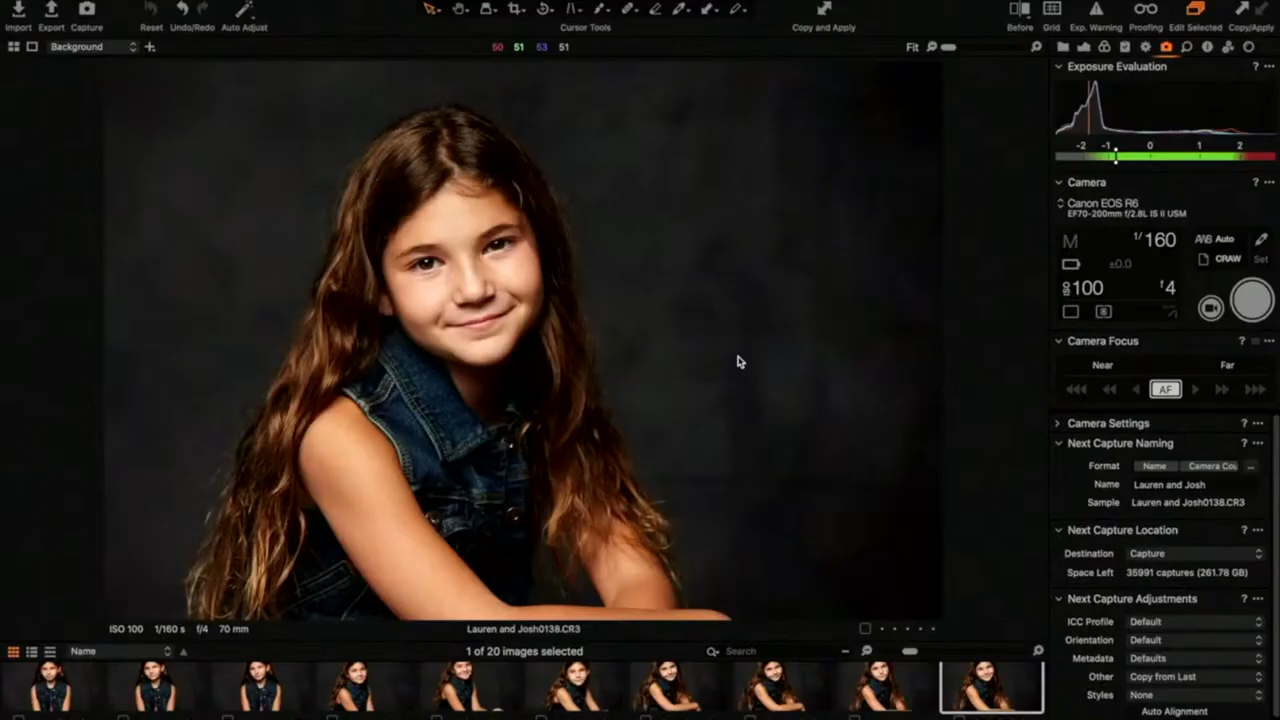 Import Export Capture Reset Undo/Redo Auto Adjust Cursor Tools Copy and Apply Before Grid Exp. Warning Proofing Edit Selected Copy/Apply
Background 50 51 53 51 Fit
Exposure Evaluation ?
-2 -1 0 1 2
Camera ?
Canon EOS R6
EF70-200mm f/2.8L IS II USM
M 1/160 AWB Auto
±0.0 CRAW Set
ISO 100 f4
Camera Focus ?
Near Far
AF
Camera Settings ?
Next Capture Naming ?
Format Name Camera Cou ...
Name Lauren and Josh
Sample Lauren and Josh0138.CR3
Next Capture Location ?
Destination Capture
Space Left 35991 captures (261.78 GB)
Next Capture Adjustments ?
ICC Profile Default
Orientation Default
Metadata Defaults
Other Copy from Last
Styles None
Auto Alignment
ISO 100 1/160 s f/4 70 mm Lauren and Josh0138.CR3
Name 1 of 20 images selected Search